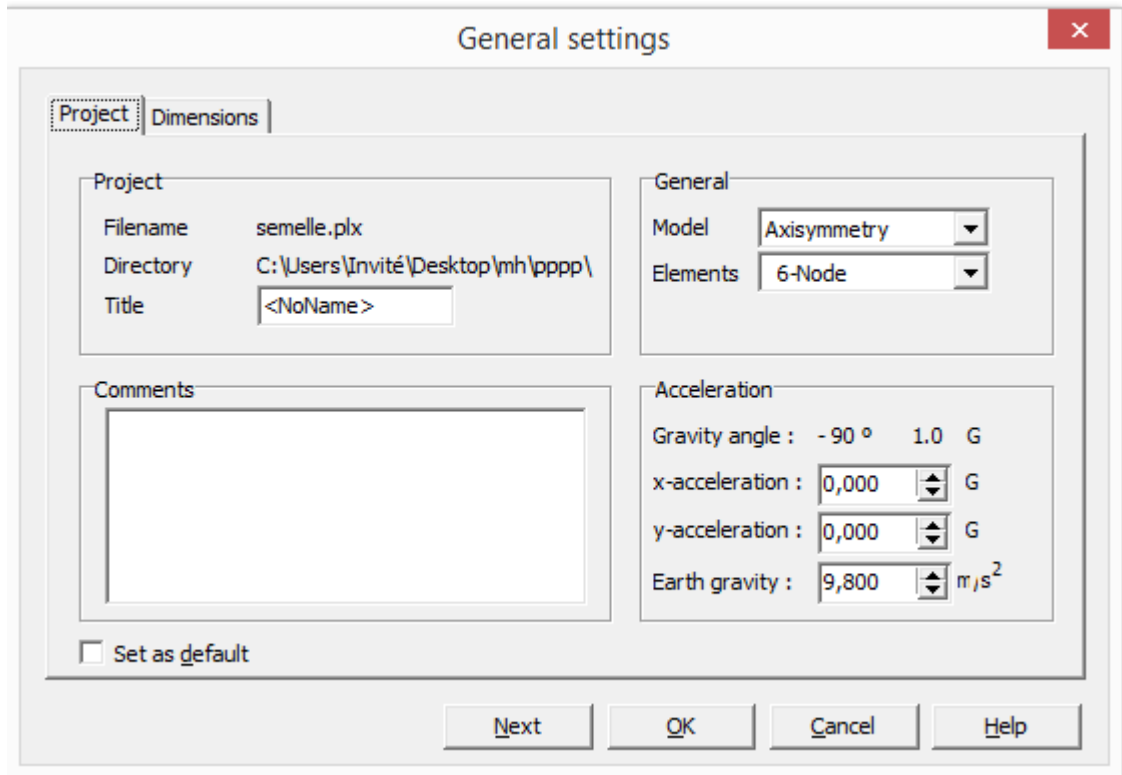 General settings
Project
Dimensions
Project
Filename semelle.plx
Directory C:\Users\Invité\Desktop\mh\pppp\
Title <NoName>
General
Model Axisymmetry
Elements 6-Node
Comments
Acceleration
Gravity angle : - 90 º 1.0 G
x-acceleration : 0,000 G
y-acceleration : 0,000 G
Earth gravity : 9,800 m/s²
Set as default
Next
OK
Cancel
Help